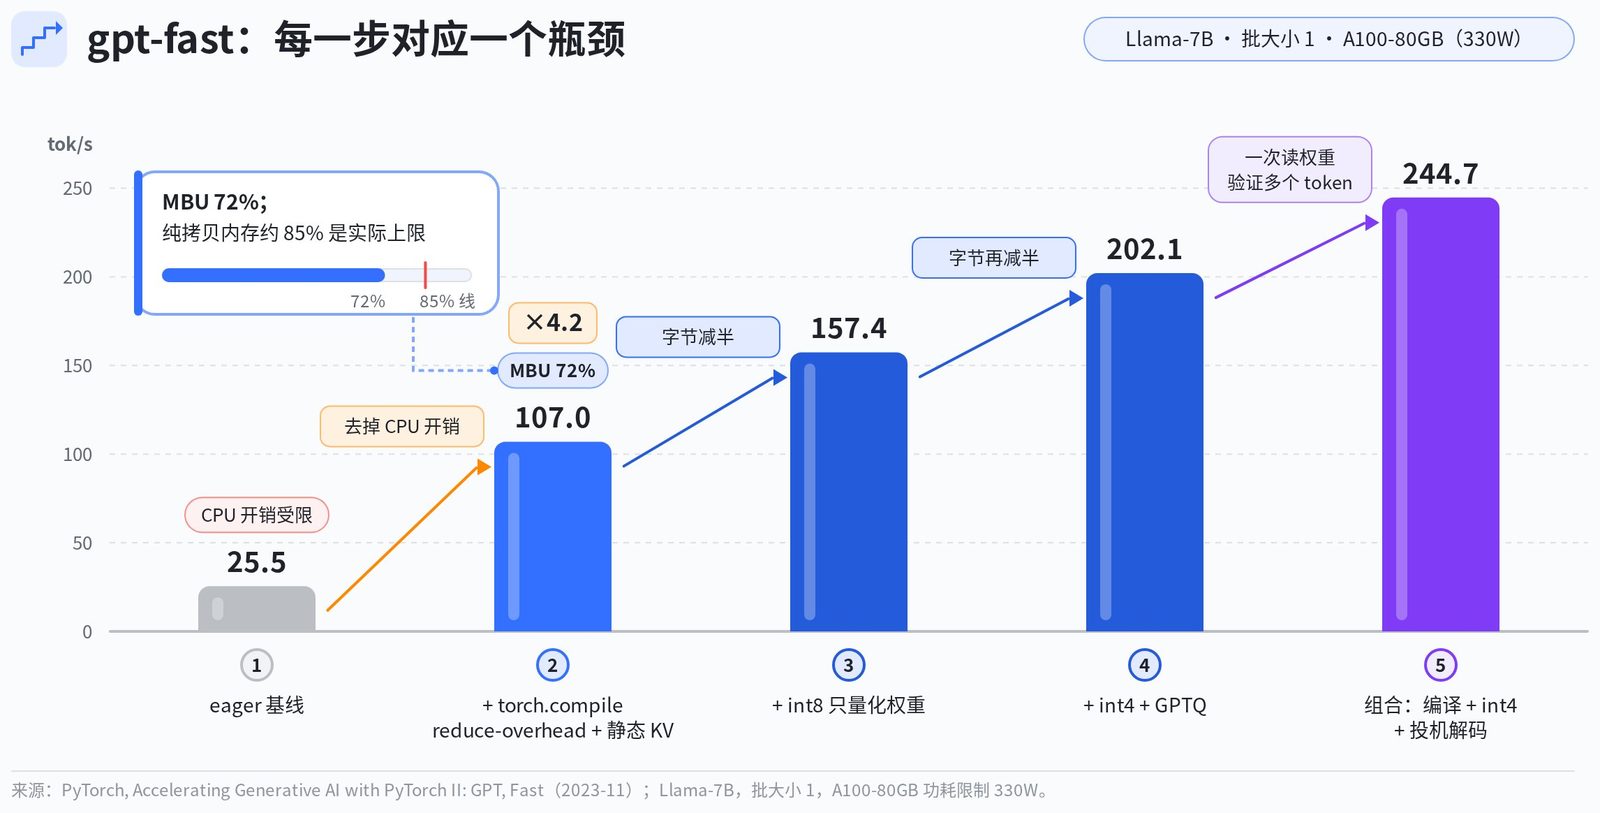 gpt-fast：每一步对应一个瓶颈
Llama-7B · 批大小 1 · A100-80GB（330W）
tok/s
250
200
150
100
50
0
MBU 72%；
纯拷贝内存约 85% 是实际上限
72%
85% 线
×4.2
MBU 72%
CPU 开销受限
25.5
去掉 CPU 开销
107.0
字节减半
157.4
字节再减半
202.1
一次读权重
验证多个 token
244.7
1
eager 基线
2
+ torch.compile
reduce-overhead + 静态 KV
3
+ int8 只量化权重
4
+ int4 + GPTQ
5
组合：编译 + int4
+ 投机解码
来源：PyTorch, Accelerating Generative AI with PyTorch II: GPT, Fast（2023-11）；Llama-7B，批大小 1，A100-80GB 功耗限制 330W。